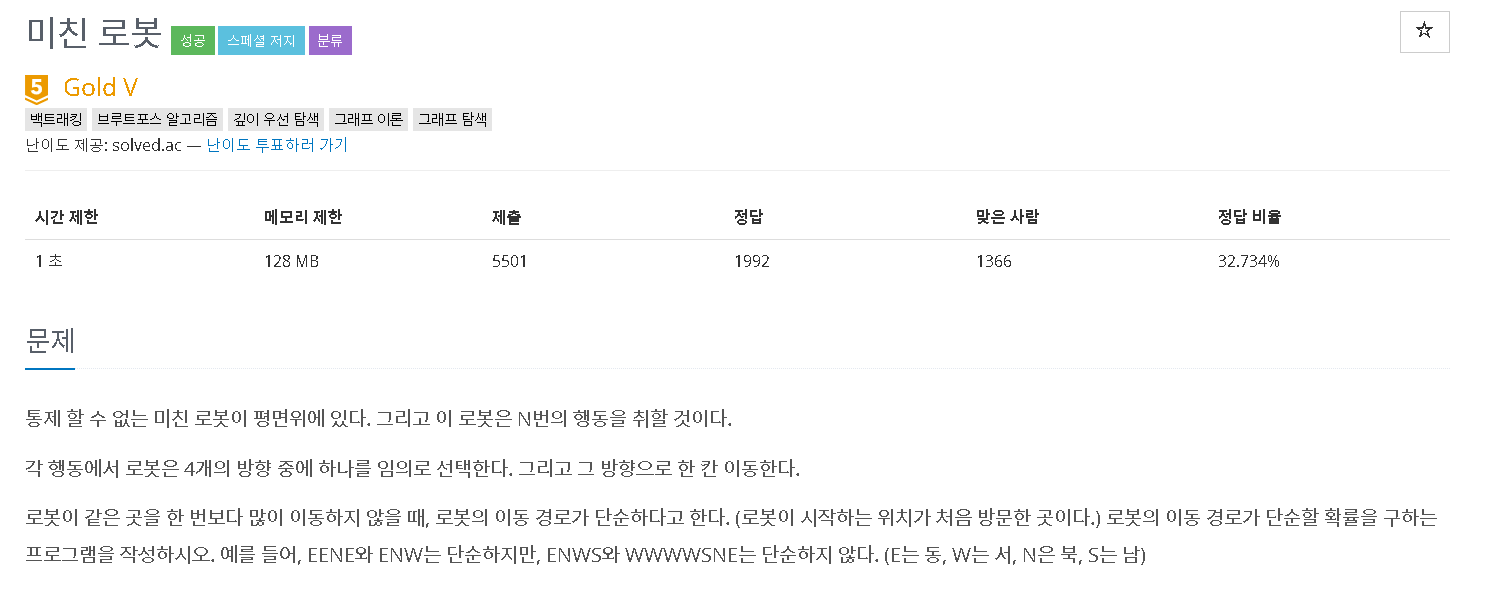 미친 로봇 성공 스페셜 저지 분류
☆
5 Gold V
백트래킹 브루트포스 알고리즘 깊이 우선 탐색 그래프 이론 그래프 탐색
난이도 제공: solved.ac — 난이도 투표하러 가기
시간 제한 메모리 제한 제출 정답 맞은 사람 정답 비율
1 초 128 MB 5501 1992 1366 32.734%
문제
통제 할 수 없는 미친 로봇이 평면위에 있다. 그리고 이 로봇은 N번의 행동을 취할 것이다.
각 행동에서 로봇은 4개의 방향 중에 하나를 임의로 선택한다. 그리고 그 방향으로 한 칸 이동한다.
로봇이 같은 곳을 한 번보다 많이 이동하지 않을 때, 로봇의 이동 경로가 단순하다고 한다. (로봇이 시작하는 위치가 처음 방문한 곳이다.) 로봇의 이동 경로가 단순할 확률을 구하는
프로그램을 작성하시오. 예를 들어, EENE와 ENW는 단순하지만, ENWS와 WWWWSNE는 단순하지 않다. (E는 동, W는 서, N은 북, S는 남)